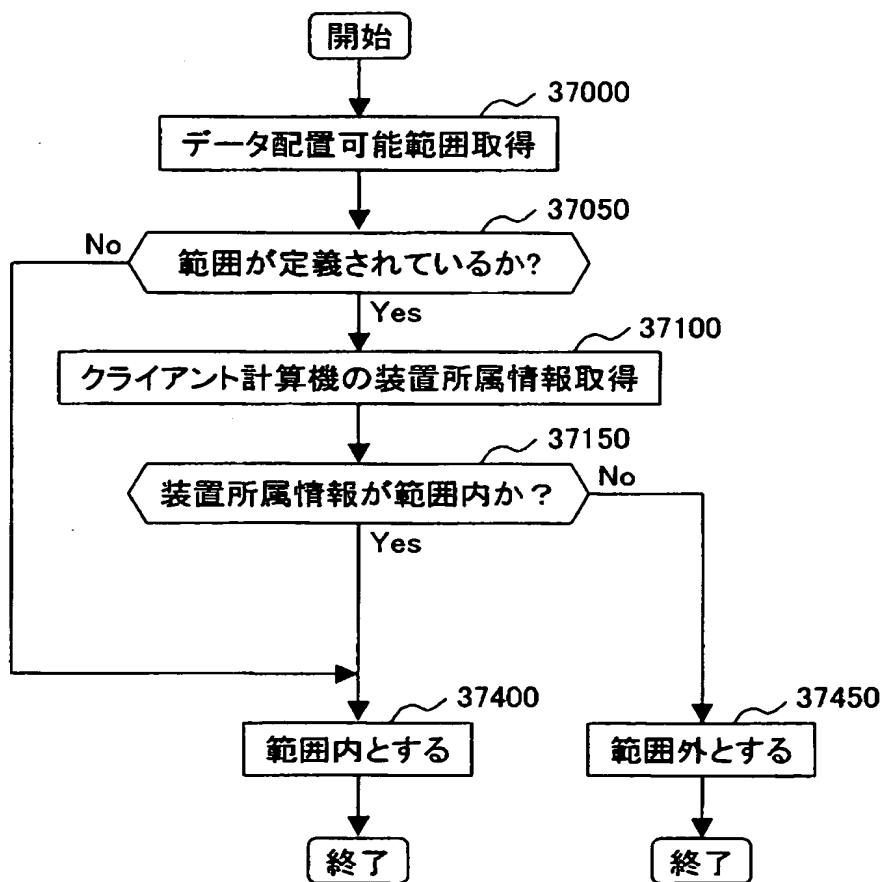 開始
37000
データ配置可能範囲取得
37050
No
範囲が定義されているか?
Yes
37100
クライアント計算機の装置所属情報取得
37150
装置所属情報が範囲内か？
No
Yes
37400
範囲内とする
37450
範囲外とする
終了
終了